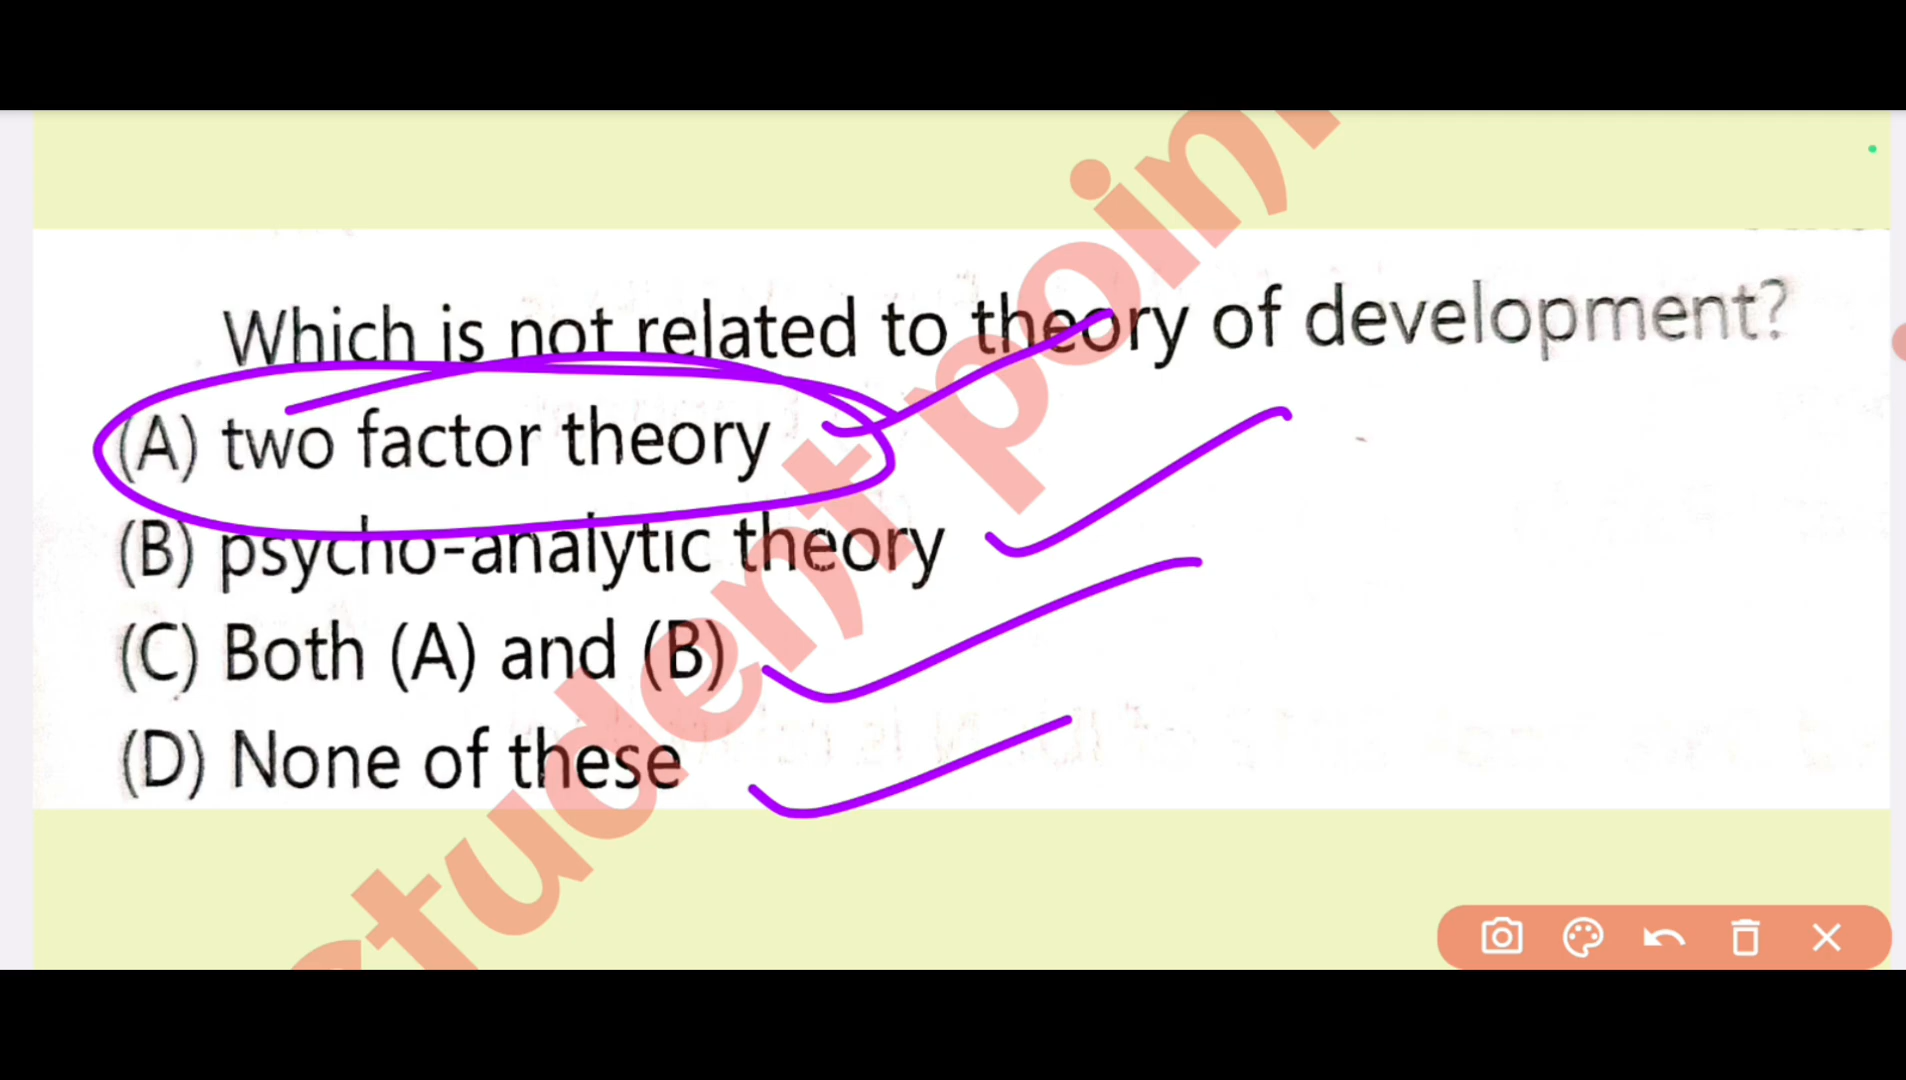 Which is not related to theory of development?
(A) two factor theory
(B) psycho-analytic theory
(C) Both (A) and (B)
(D) None of these
student point